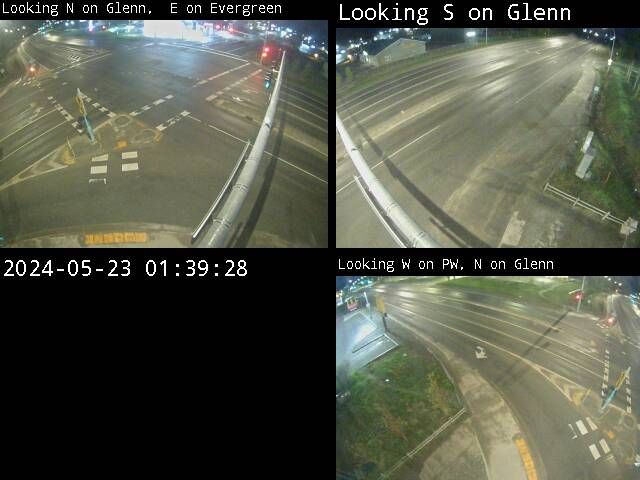 Looking N on Glenn,  E on Evergreen
Looking S on Glenn
2024-05-23 01:39:28
Looking W on PW, N on Glenn